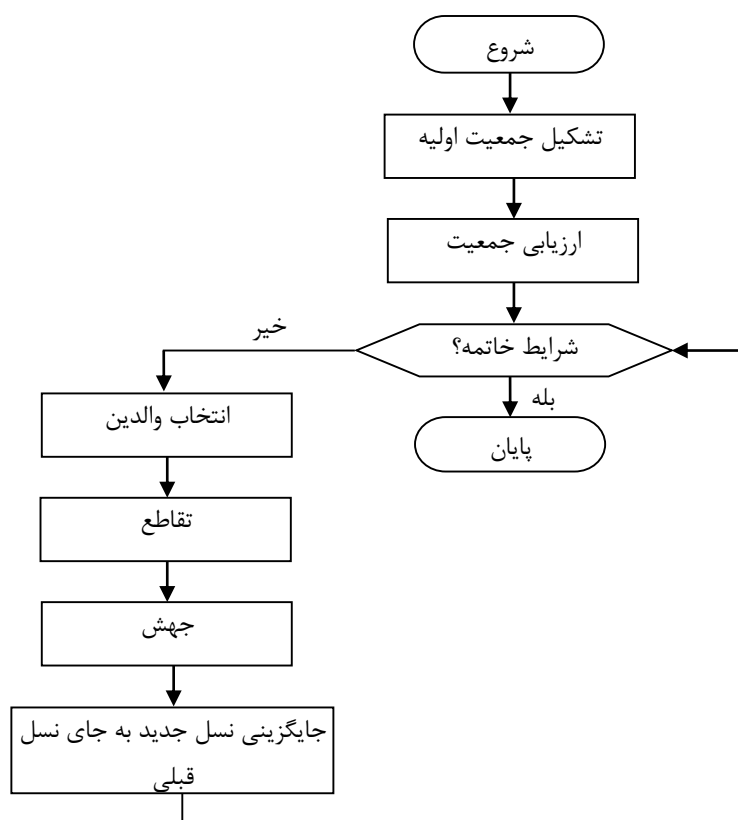 شروع
تشکیل جمعیت اولیه
ارزیابی جمعیت
شرایط خاتمه؟
خیر
بله
پایان
انتخاب والدین
تقاطع
جهش
جایگزینی نسل جدید به جای نسل
قبلی